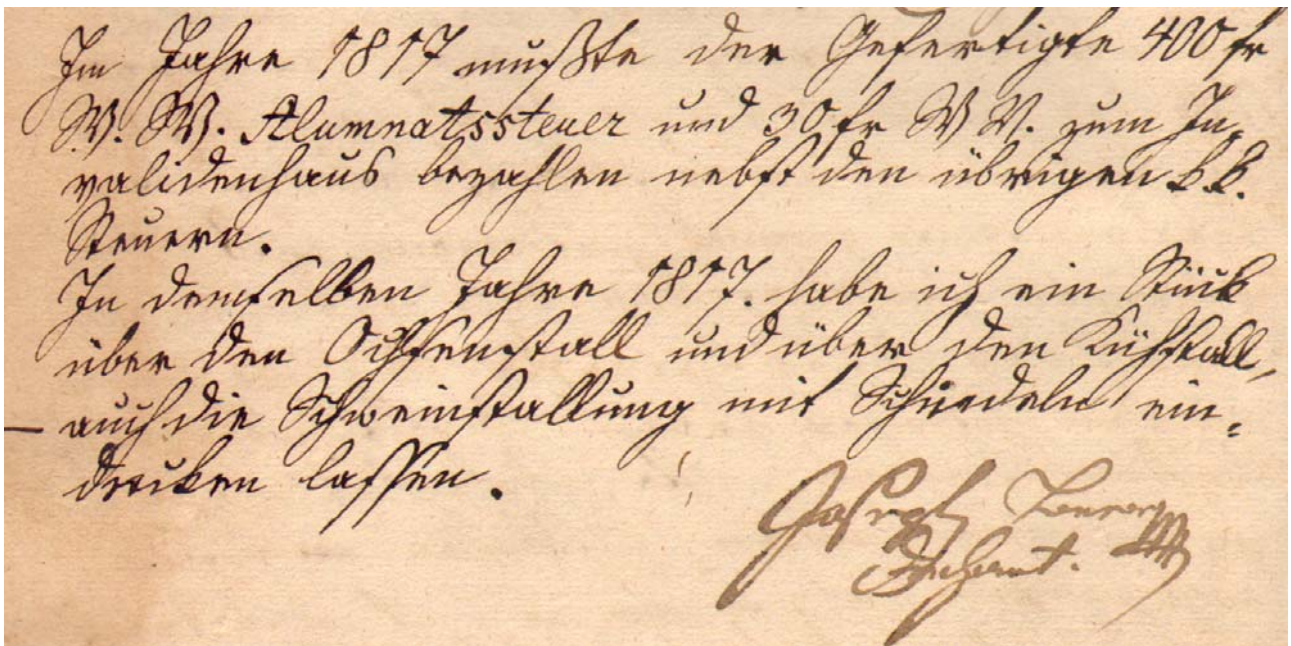 Im Jahre 1817 mußte der Gefertigte 400 fr
W. W. Alumnatssteuer und 30 fr W W. zum In-
validenhaus bezahlen nebst den übrigen k.k.
Steuern.
In demselben Jahre 1817. habe ich ein Stück
über den Ochsenstall und über den Kühstall,
auch die Schweinstallung mit Schindeln ein-
decken lassen.
Joseph
Dechant.